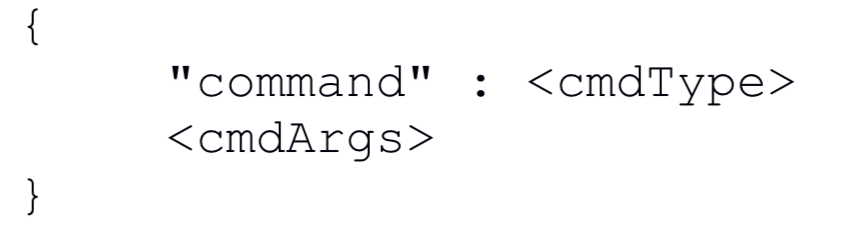 {
"command" : <cmdType>
<cmdArgs>
}